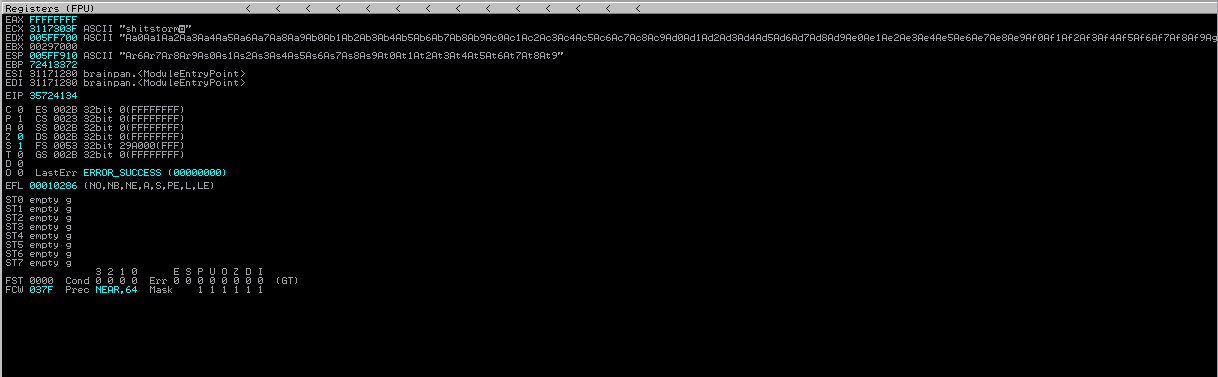 Registers (FPU) < < < < < < < < < < < < < <
EAX FFFFFFFF
ECX 3117303F ASCII "shitstorm"
EDX 005FF700 ASCII "Aa0Aa1Aa2Aa3Aa4Aa5Aa6Aa7Aa8Aa9Ab0Ab1Ab2Ab3Ab4Ab5Ab6Ab7Ab8Ab9Ac0Ac1Ac2Ac3Ac4Ac5Ac6Ac7Ac8Ac9Ad0Ad1Ad2Ad3Ad4Ad5Ad6Ad7Ad8Ad9Ae0Ae1Ae2Ae3Ae4Ae5Ae6Ae7Ae8Ae9Af0Af1Af2Af3Af4Af5Af6Af7Af8Af9Ag
EBX 00297000
ESP 005FF910 ASCII "Ar6Ar7Ar8Ar9As0As1As2As3As4As5As6As7As8As9At0At1At2At3At4At5At6At7At8At9"
EBP 72413372
ESI 31171280 brainpan.<ModuleEntryPoint>
EDI 31171280 brainpan.<ModuleEntryPoint>
EIP 35724134
C 0 ES 002B 32bit 0(FFFFFFFF)
P 1 CS 0023 32bit 0(FFFFFFFF)
A 0 SS 002B 32bit 0(FFFFFFFF)
Z 0 DS 002B 32bit 0(FFFFFFFF)
S 1 FS 0053 32bit 29A000(FFF)
T 0 GS 002B 32bit 0(FFFFFFFF)
D 0
O 0 LastErr ERROR_SUCCESS (00000000)
EFL 00010286 (NO,NB,NE,A,S,PE,L,LE)
ST0 empty g
ST1 empty g
ST2 empty g
ST3 empty g
ST4 empty g
ST5 empty g
ST6 empty g
ST7 empty g
3 2 1 0 E S P U O Z D I
FST 0000 Cond 0 0 0 0 Err 0 0 0 0 0 0 0 0 (GT)
FCW 037F Prec NEAR,64 Mask 1 1 1 1 1 1